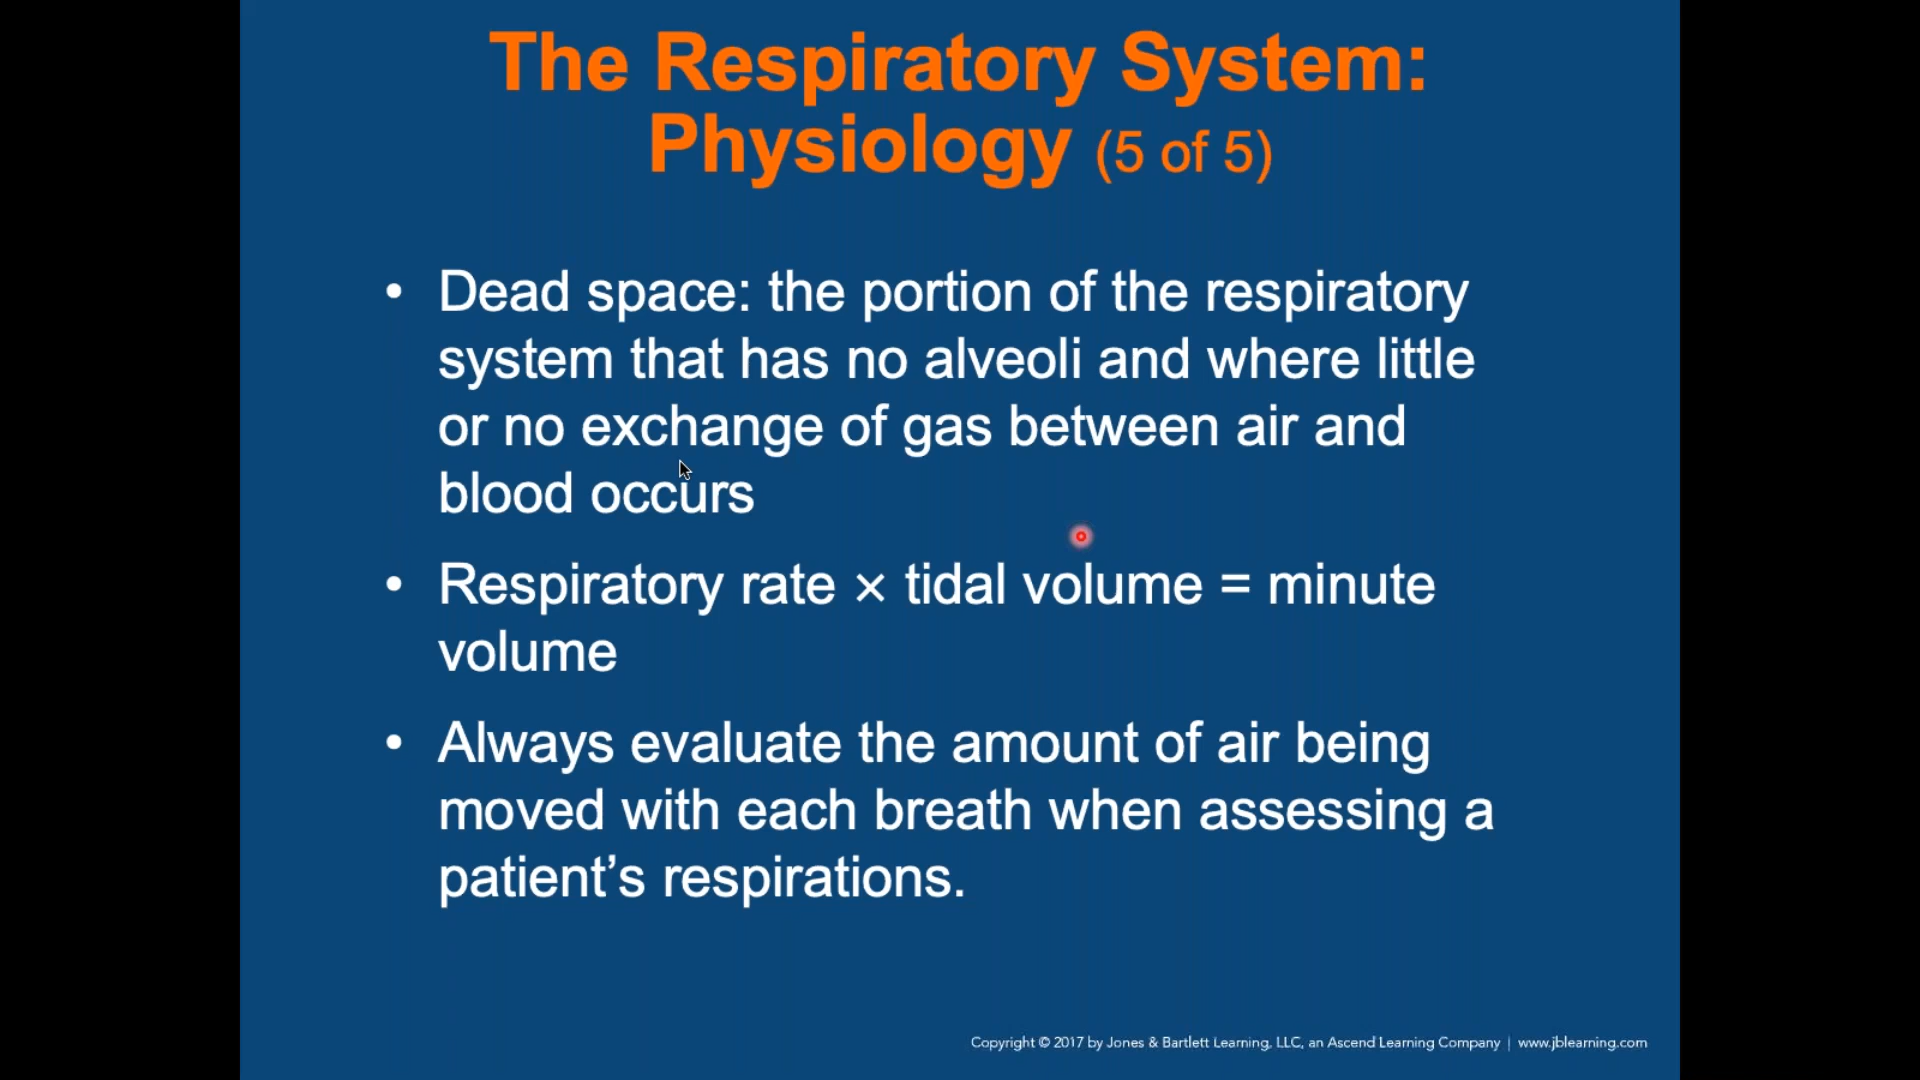 The Respiratory System:
Physiology (5 of 5)
• Dead space: the portion of the respiratory
system that has no alveoli and where little
or no exchange of gas between air and
blood occurs
• Respiratory rate × tidal volume = minute
volume
• Always evaluate the amount of air being
moved with each breath when assessing a
patient’s respirations.
Copyright © 2017 by Jones & Bartlett Learning, LLC, an Ascend Learning Company | www.jblearning.com